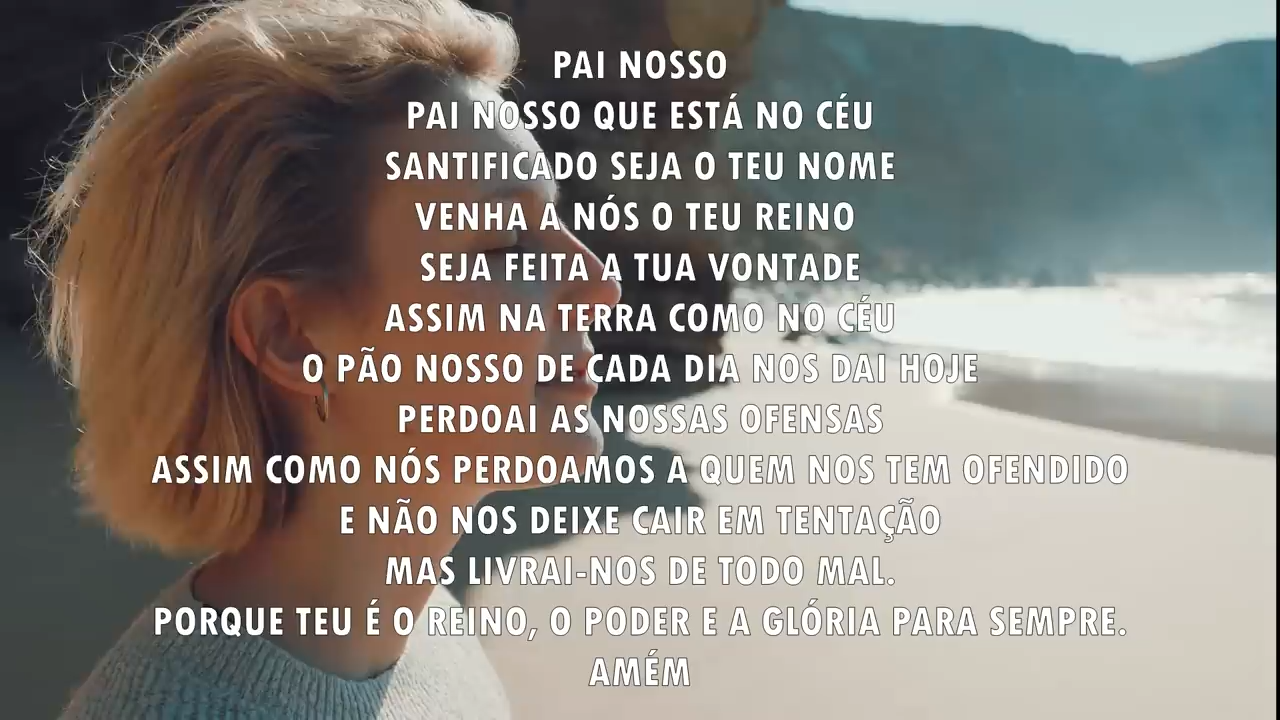 PAI NOSSO
PAI NOSSO QUE ESTÁ NO CÉU
SANTIFICADO SEJA O TEU NOME
VENHA A NÓS O TEU REINO
SEJA FEITA A TUA VONTADE
ASSIM NA TERRA COMO NO CÉU
O PÃO NOSSO DE CADA DIA NOS DAI HOJE
PERDOAI AS NOSSAS OFENSAS
ASSIM COMO NÓS PERDOAMOS A QUEM NOS TEM OFENDIDO
E NÃO NOS DEIXE CAIR EM TENTAÇÃO
MAS LIVRAI-NOS DE TODO MAL.
PORQUE TEU É O REINO, O PODER E A GLÓRIA PARA SEMPRE.
AMÉM